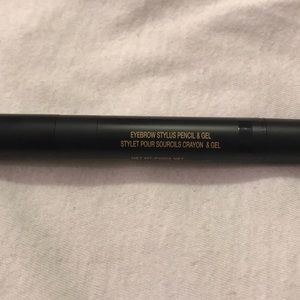 EYEBROW STYLUS PENCIL & GEL
STYLET POUR SOURCILS CRAYON & GEL